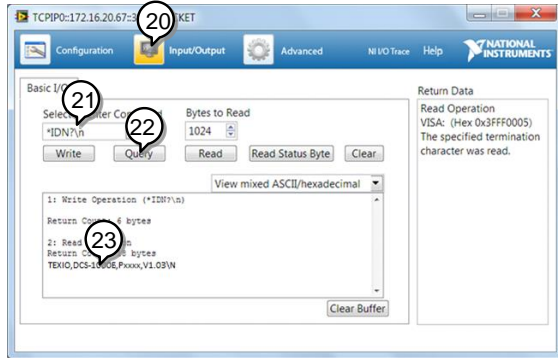 TCPIP0::172.16.20.67::3 KET
20
Configuration Input/Output Advanced NI I/O Trace Help NATIONAL INSTRUMENTS
Basic I/O
Return Data
21
22
Bytes to Read
*IDN?\n 1024
Write Query Read Read Status Byte Clear
Read Operation
VISA: (Hex 0x3FFF0005)
The specified termination
character was read.
View mixed ASCII/hexadecimal
1: Write Operation (*IDN?\n)
Return Count: 6 bytes
2: Read
Return bytes
23
TEXIO,DCS- E,Pxxxx,V1.03\N
Clear Buffer